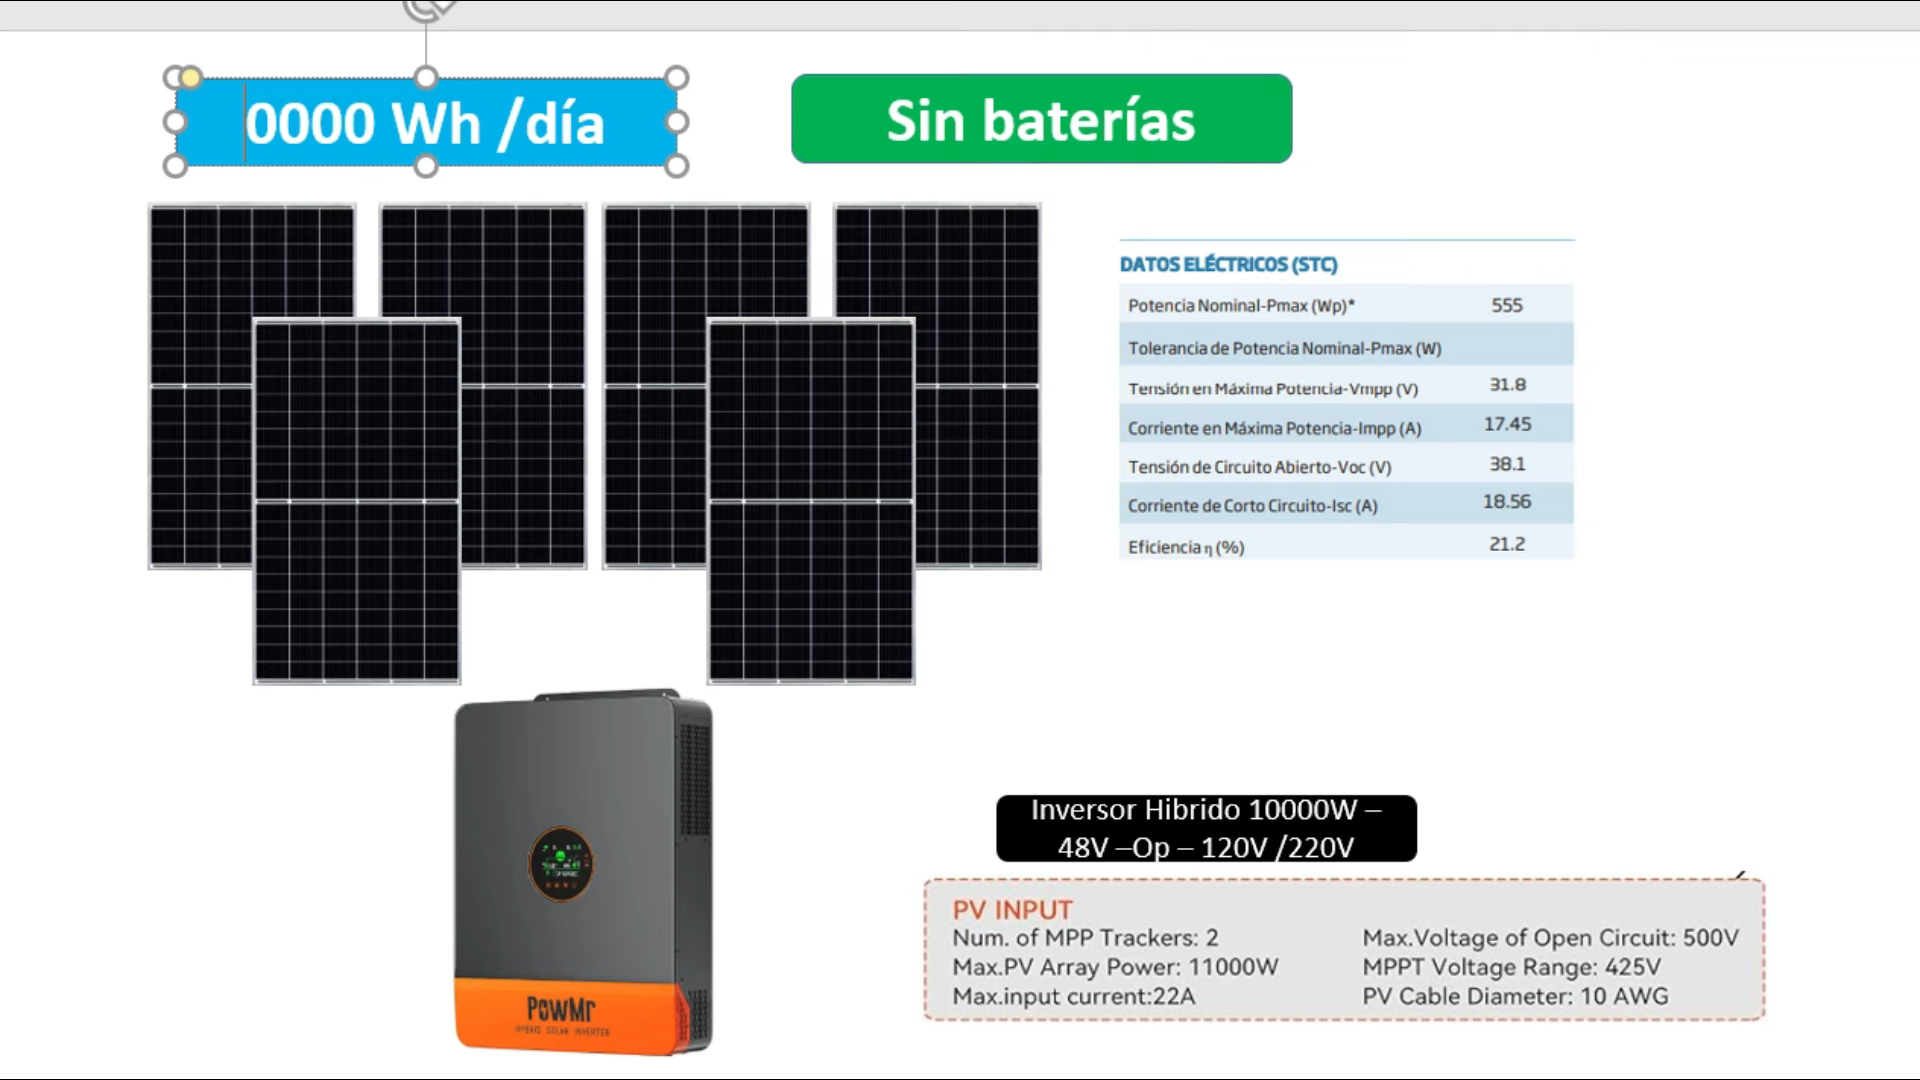 0000 Wh /día
Sin baterías
DATOS ELÉCTRICOS (STC)
Potencia Nominal-Pmax (Wp)* 555
Tolerancia de Potencia Nominal-Pmax (W)
Tensión en Máxima Potencia-Vmpp (V) 31.8
Corriente en Máxima Potencia-Impp (A) 17.45
Tensión de Circuito Abierto-Voc (V) 38.1
Corriente de Corto Circuito-Isc (A) 18.56
Eficiencia η (%) 21.2
Inversor Hibrido 10000W –
48V –Op – 120V /220V
PV INPUT
Num. of MPP Trackers: 2
Max.PV Array Power: 11000W
Max.input current:22A
Max.Voltage of Open Circuit: 500V
MPPT Voltage Range: 425V
PV Cable Diameter: 10 AWG
PowMr
HYBRID SOLAR INVERTER